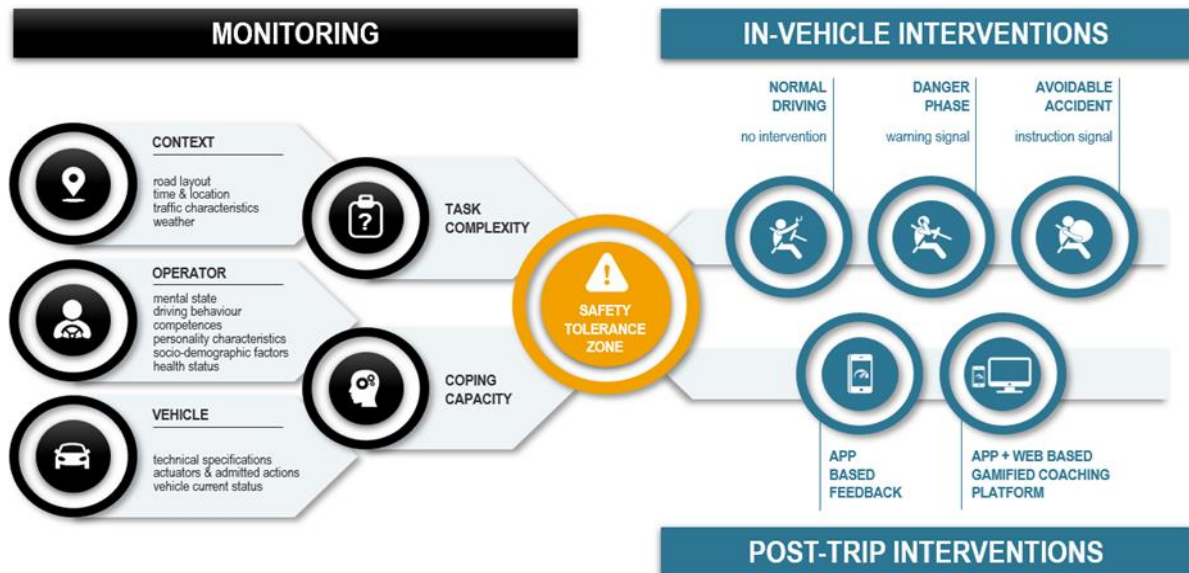 MONITORING
IN-VEHICLE INTERVENTIONS
CONTEXT
road layout
time & location
traffic characteristics
weather
OPERATOR
mental state
driving behaviour
competences
personality characteristics
socio-demographic factors
health status
VEHICLE
technical specifications
actuators & admitted actions
vehicle current status
?
TASK
COMPLEXITY
COPING
CAPACITY
!
SAFETY
TOLERANCE
ZONE
NORMAL
DRIVING
no intervention
DANGER
PHASE
warning signal
AVOIDABLE
ACCIDENT
instruction signal
APP
BASED
FEEDBACK
APP + WEB BASED
GAMIFIED COACHING
PLATFORM
POST-TRIP INTERVENTIONS